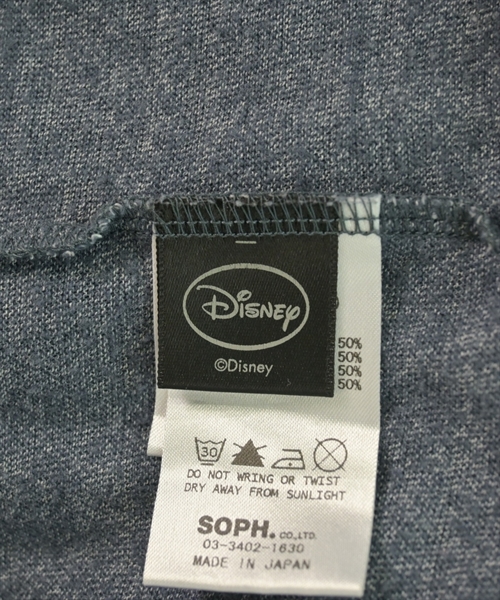 Disney
©Disney
50%
50%
50%
50%
30
DO NOT WRING OR TWIST
DRY AWAY FROM SUNLIGHT
SOPH. CO.,LTD.
03-3402-1630
MADE IN JAPAN